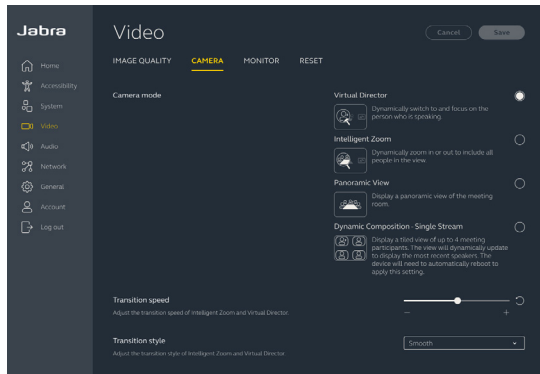 Jabra
Home
Accessibility
System
Video
Audio
Network
General
Account
Log out
Video
Cancel
Save
IMAGE QUALITY
CAMERA
MONITOR
RESET
Camera mode
Virtual Director
Dynamically switch to and focus on the
person who is speaking.
Intelligent Zoom
Dynamically zoom in or out to include all
people in the view.
Panoramic View
Display a panoramic view of the meeting
room.
Dynamic Composition - Single Stream
Display a tiled view of up to 4 meeting
participants. The view will dynamically update
to display the most recent speakers. The
device will need to automatically reboot to
apply this setting.
Transition speed
Adjust the transition speed of Intelligent Zoom and Virtual Director.
− +
Transition style
Adjust the transition style of Intelligent Zoom and Virtual Director
Smooth